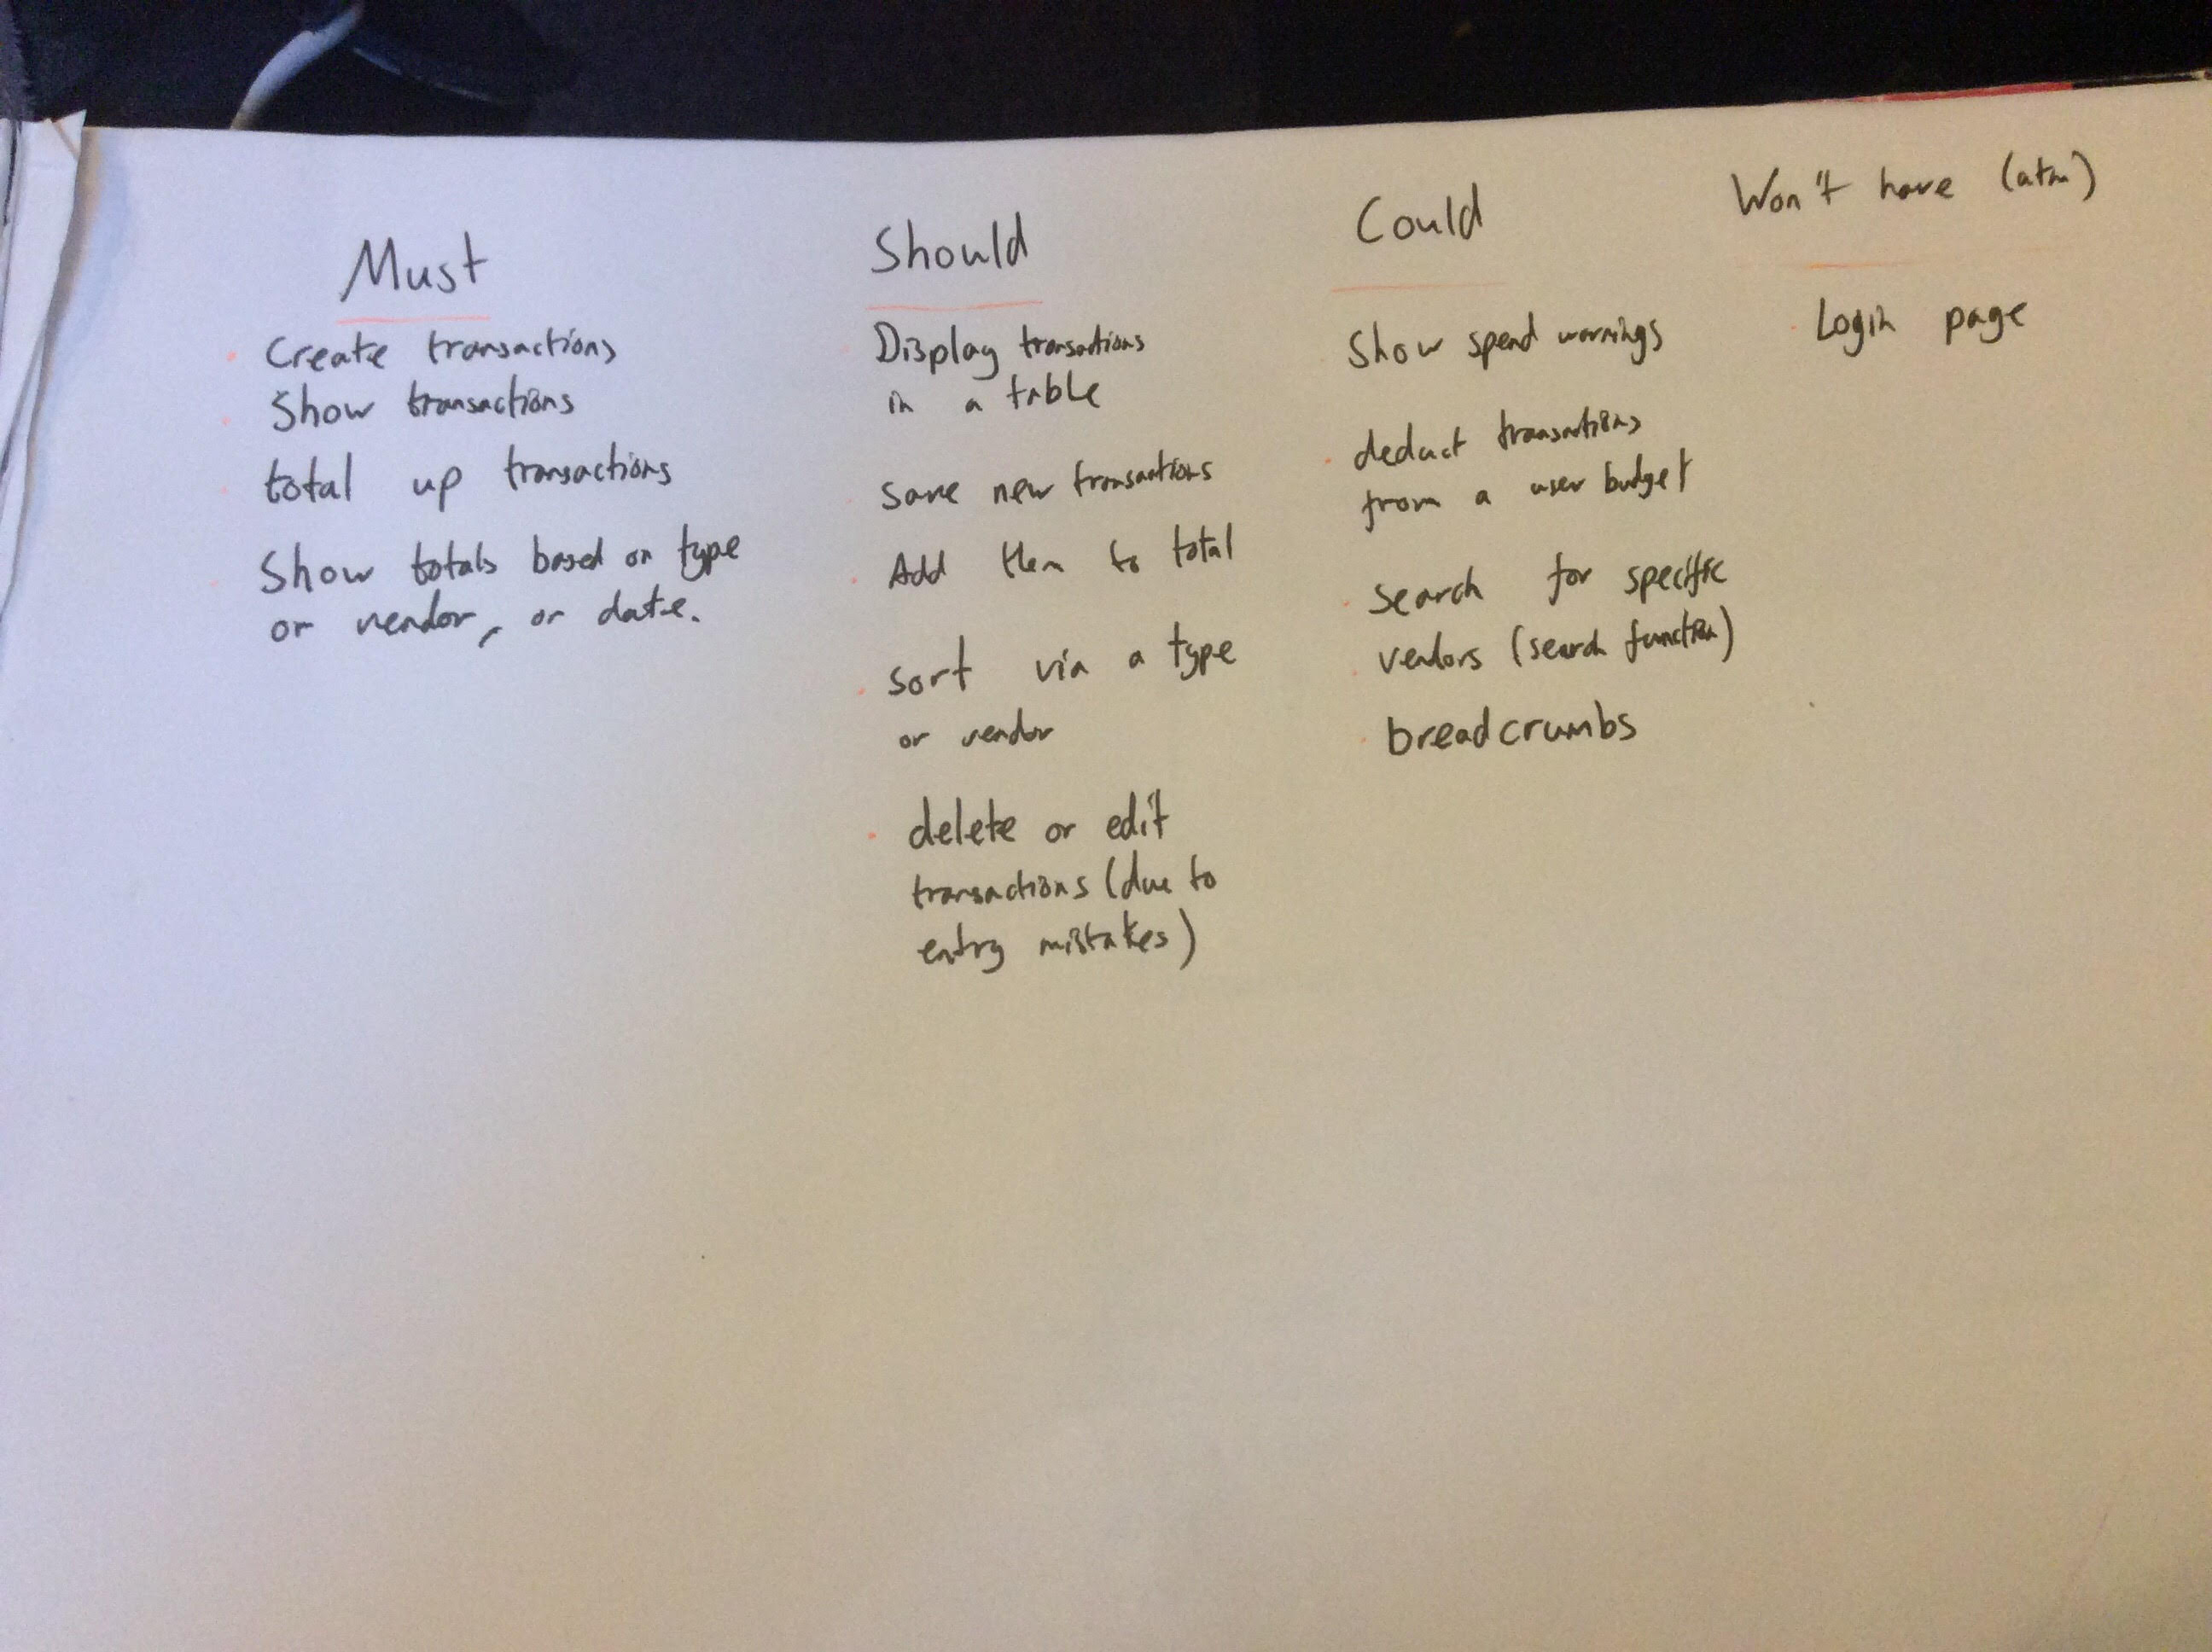 Must
Create transactions
Show transactions
total up transactions
Show totals based on type
or vendor, or date.
Should
Display transactions
in a table
save new transactions
Add them to total
sort via a type
or vendor
delete or edit
transactions (due to
entry mistakes)
Could
Show spend warnings
deduct transactions
from a user budget
search for specific
vendors (search function)
breadcrumbs
Won't have (atm)
Login page